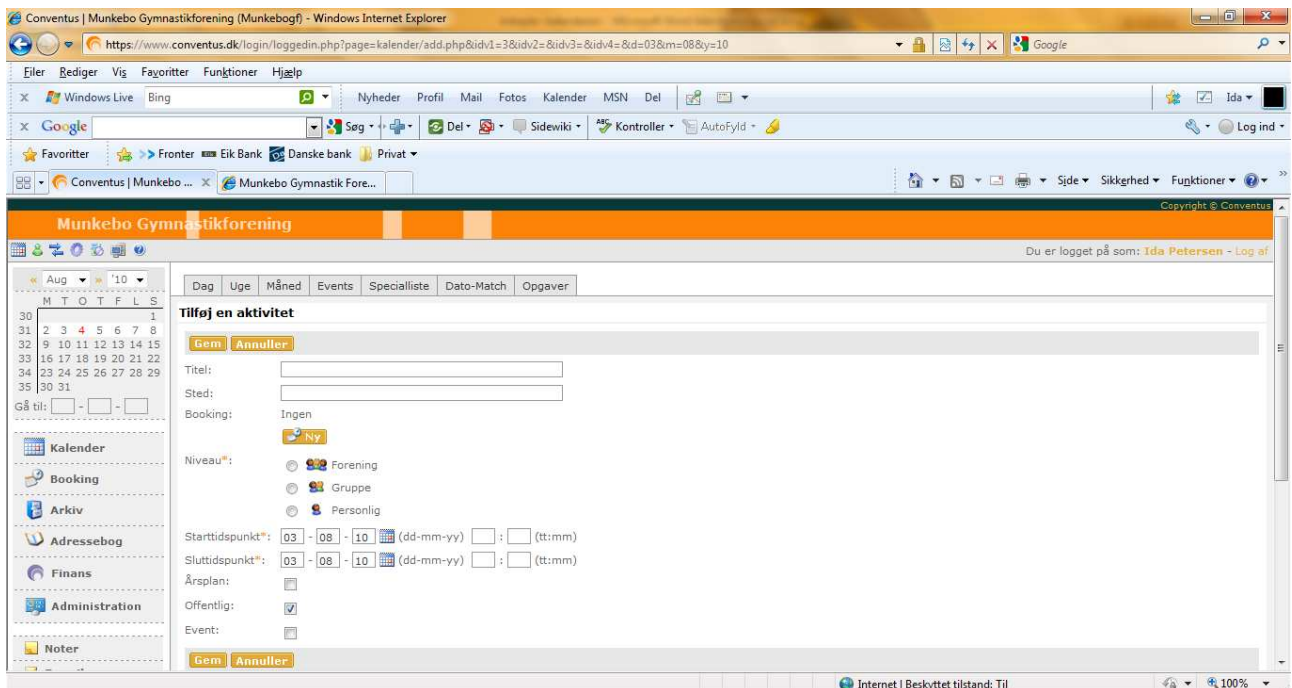 Conventus | Munkebo Gymnastikforening (Munkebogf) - Windows Internet Explorer
https://www.conventus.dk/login/loggedin.php?page=kalender/add.php&idv1=3&idv2=&idv3=&idv4=&d=03&m=08&y=10
Google
Filer Rediger Vis Favoritter Funktioner Hjælp
x Windows Live Bing Nyheder Profil Mail Fotos Kalender MSN Del Ida
x Google Søg Del Sidewiki ABC Kontroller AutoFyld Log ind
Favoritter >> Fronter Eik Bank Danske bank Privat
Conventus | Munkebo ... X Munkebo Gymnastik Fore... Side Sikkerhed Funktioner »
Copyright © Conventus
Munkebo Gymnastikforening
Du er logget på som: Ida Petersen - Log af
« Aug » '10
M T O T F L S
30 1
31 2 3 4 5 6 7 8
32 9 10 11 12 13 14 15
33 16 17 18 19 20 21 22
34 23 24 25 26 27 28 29
35 30 31
Gå til: - -
Kalender
Booking
Arkiv
Adressebog
Finans
Administration
Noter
Dag Uge Måned Events Specialliste Dato-Match Opgaver
Tilføj en aktivitet
Gem Annuller
Titel:
Sted:
Booking: Ingen
Ny
Niveau*: Forening
Gruppe
Personlig
Starttidspunkt*: 03 - 08 - 10 (dd-mm-yy) : (tt:mm)
Sluttidspunkt*: 03 - 08 - 10 (dd-mm-yy) : (tt:mm)
Årsplan:
Offentlig:
Event:
Gem Annuller
Internet | Beskyttet tilstand: Til 100%